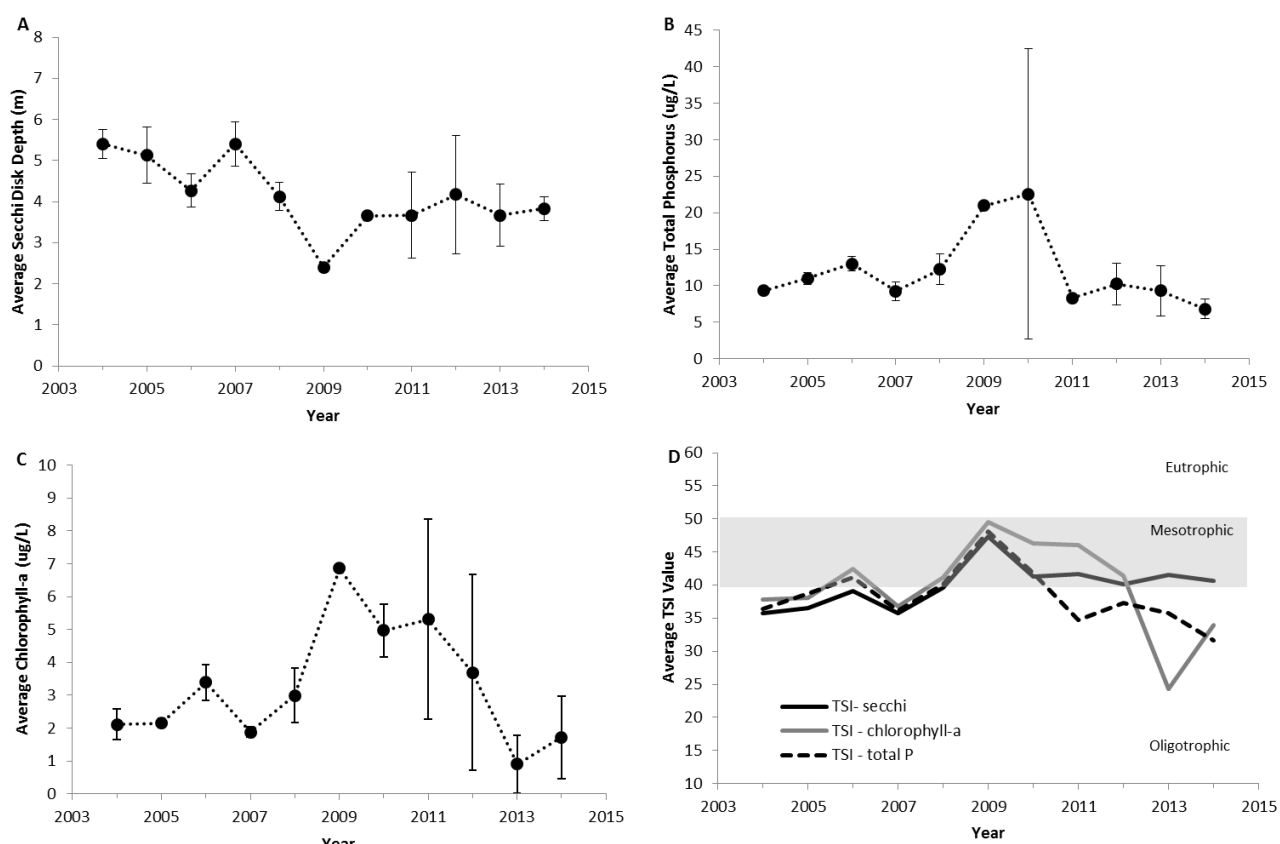 A
Average Secchi Disk Depth (m)
8
7
6
5
4
3
2
1
0
2003 2005 2007 2009 2011 2013 2015
Year
B
Average Total Phosphorus (ug/L)
45
40
35
30
25
20
15
10
5
0
2003 2005 2007 2009 2011 2013 2015
Year
C
Average Chlorophyll-a (ug/L)
10
9
8
7
6
5
4
3
2
1
0
2003 2005 2007 2009 2011 2013 2015
Year
D
Average TSI Value
60
50
40
35
30
25
20
15
10
55
45
Eutrophic
Mesotrophic
Oligotrophic
TSI- secchi
TSI - chlorophyll-a
TSI - total P
2003 2005 2007 2009 2011 2013 2015
Year